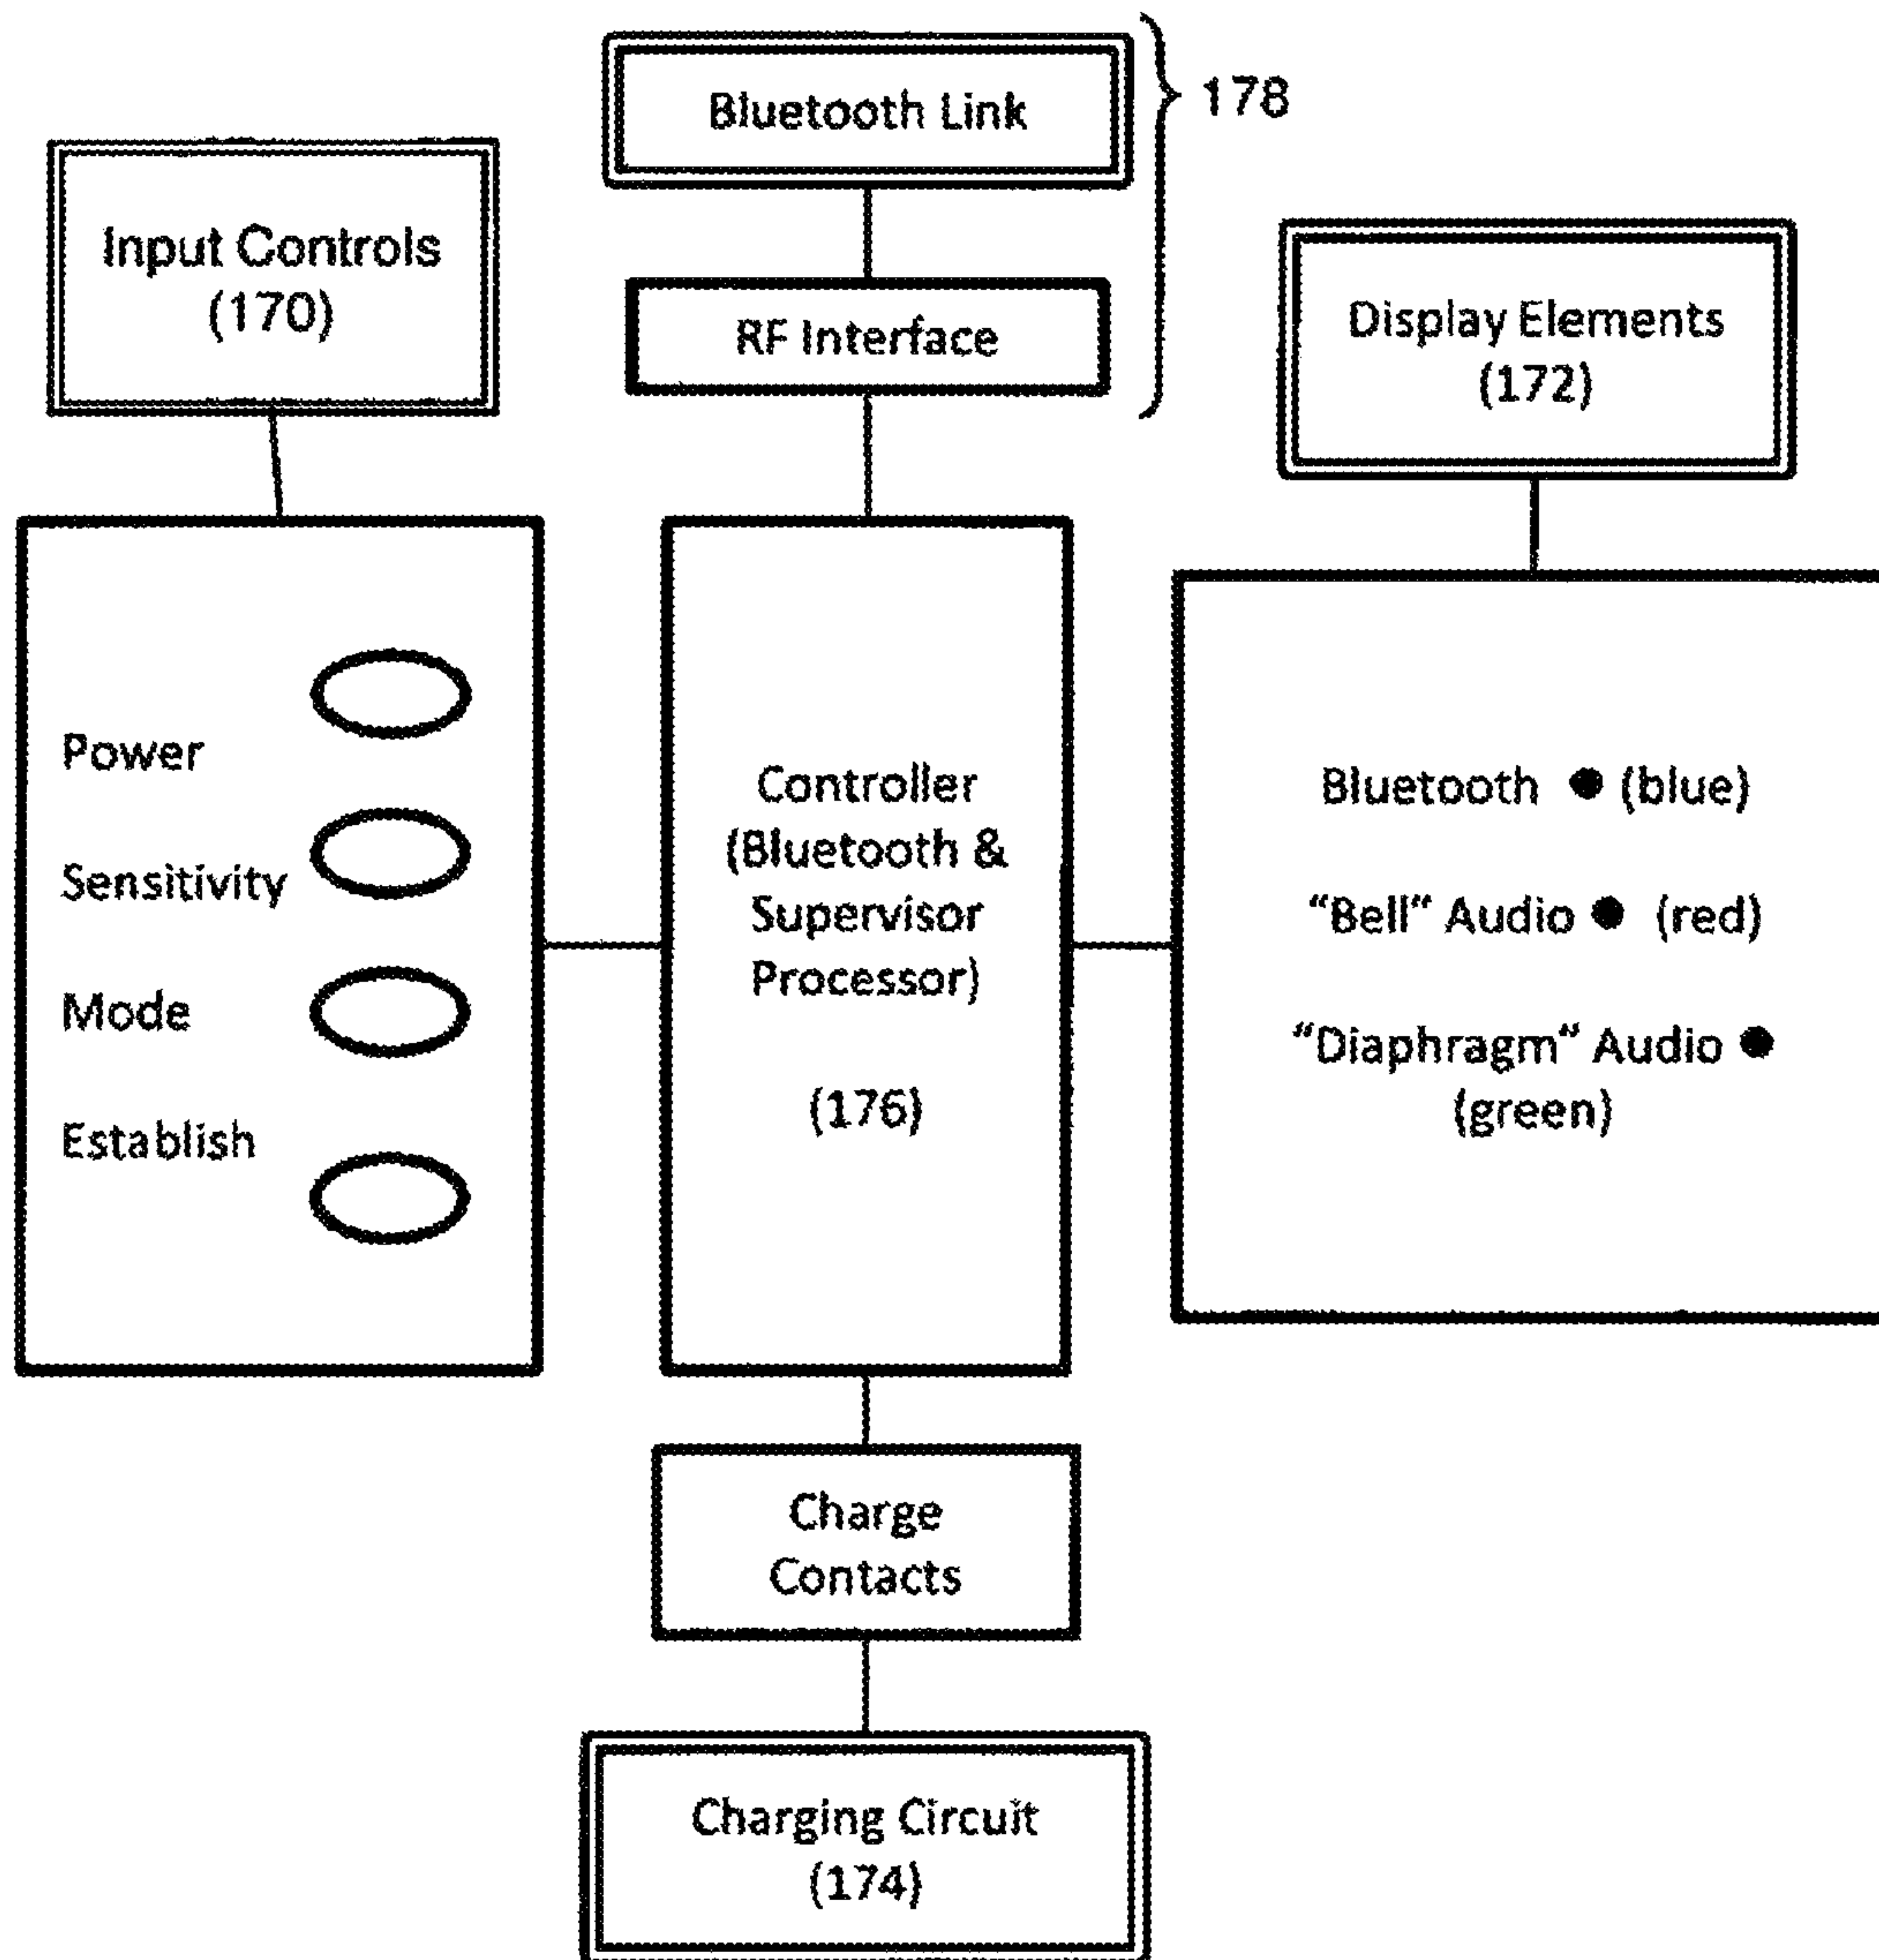 Bluetooth Link
178
Input Controls
(170)
RF Interface
Display Elements
(172)
Power
Sensitivity
Mode
Establish
Controller
(Bluetooth &
Supervisor
Processor)
(176)
Bluetooth ● (blue)
“Bell“ Audio ● (red)
“Diaphragm“ Audio ●
(green)
Charge
Contacts
Charging Circuit
(174)